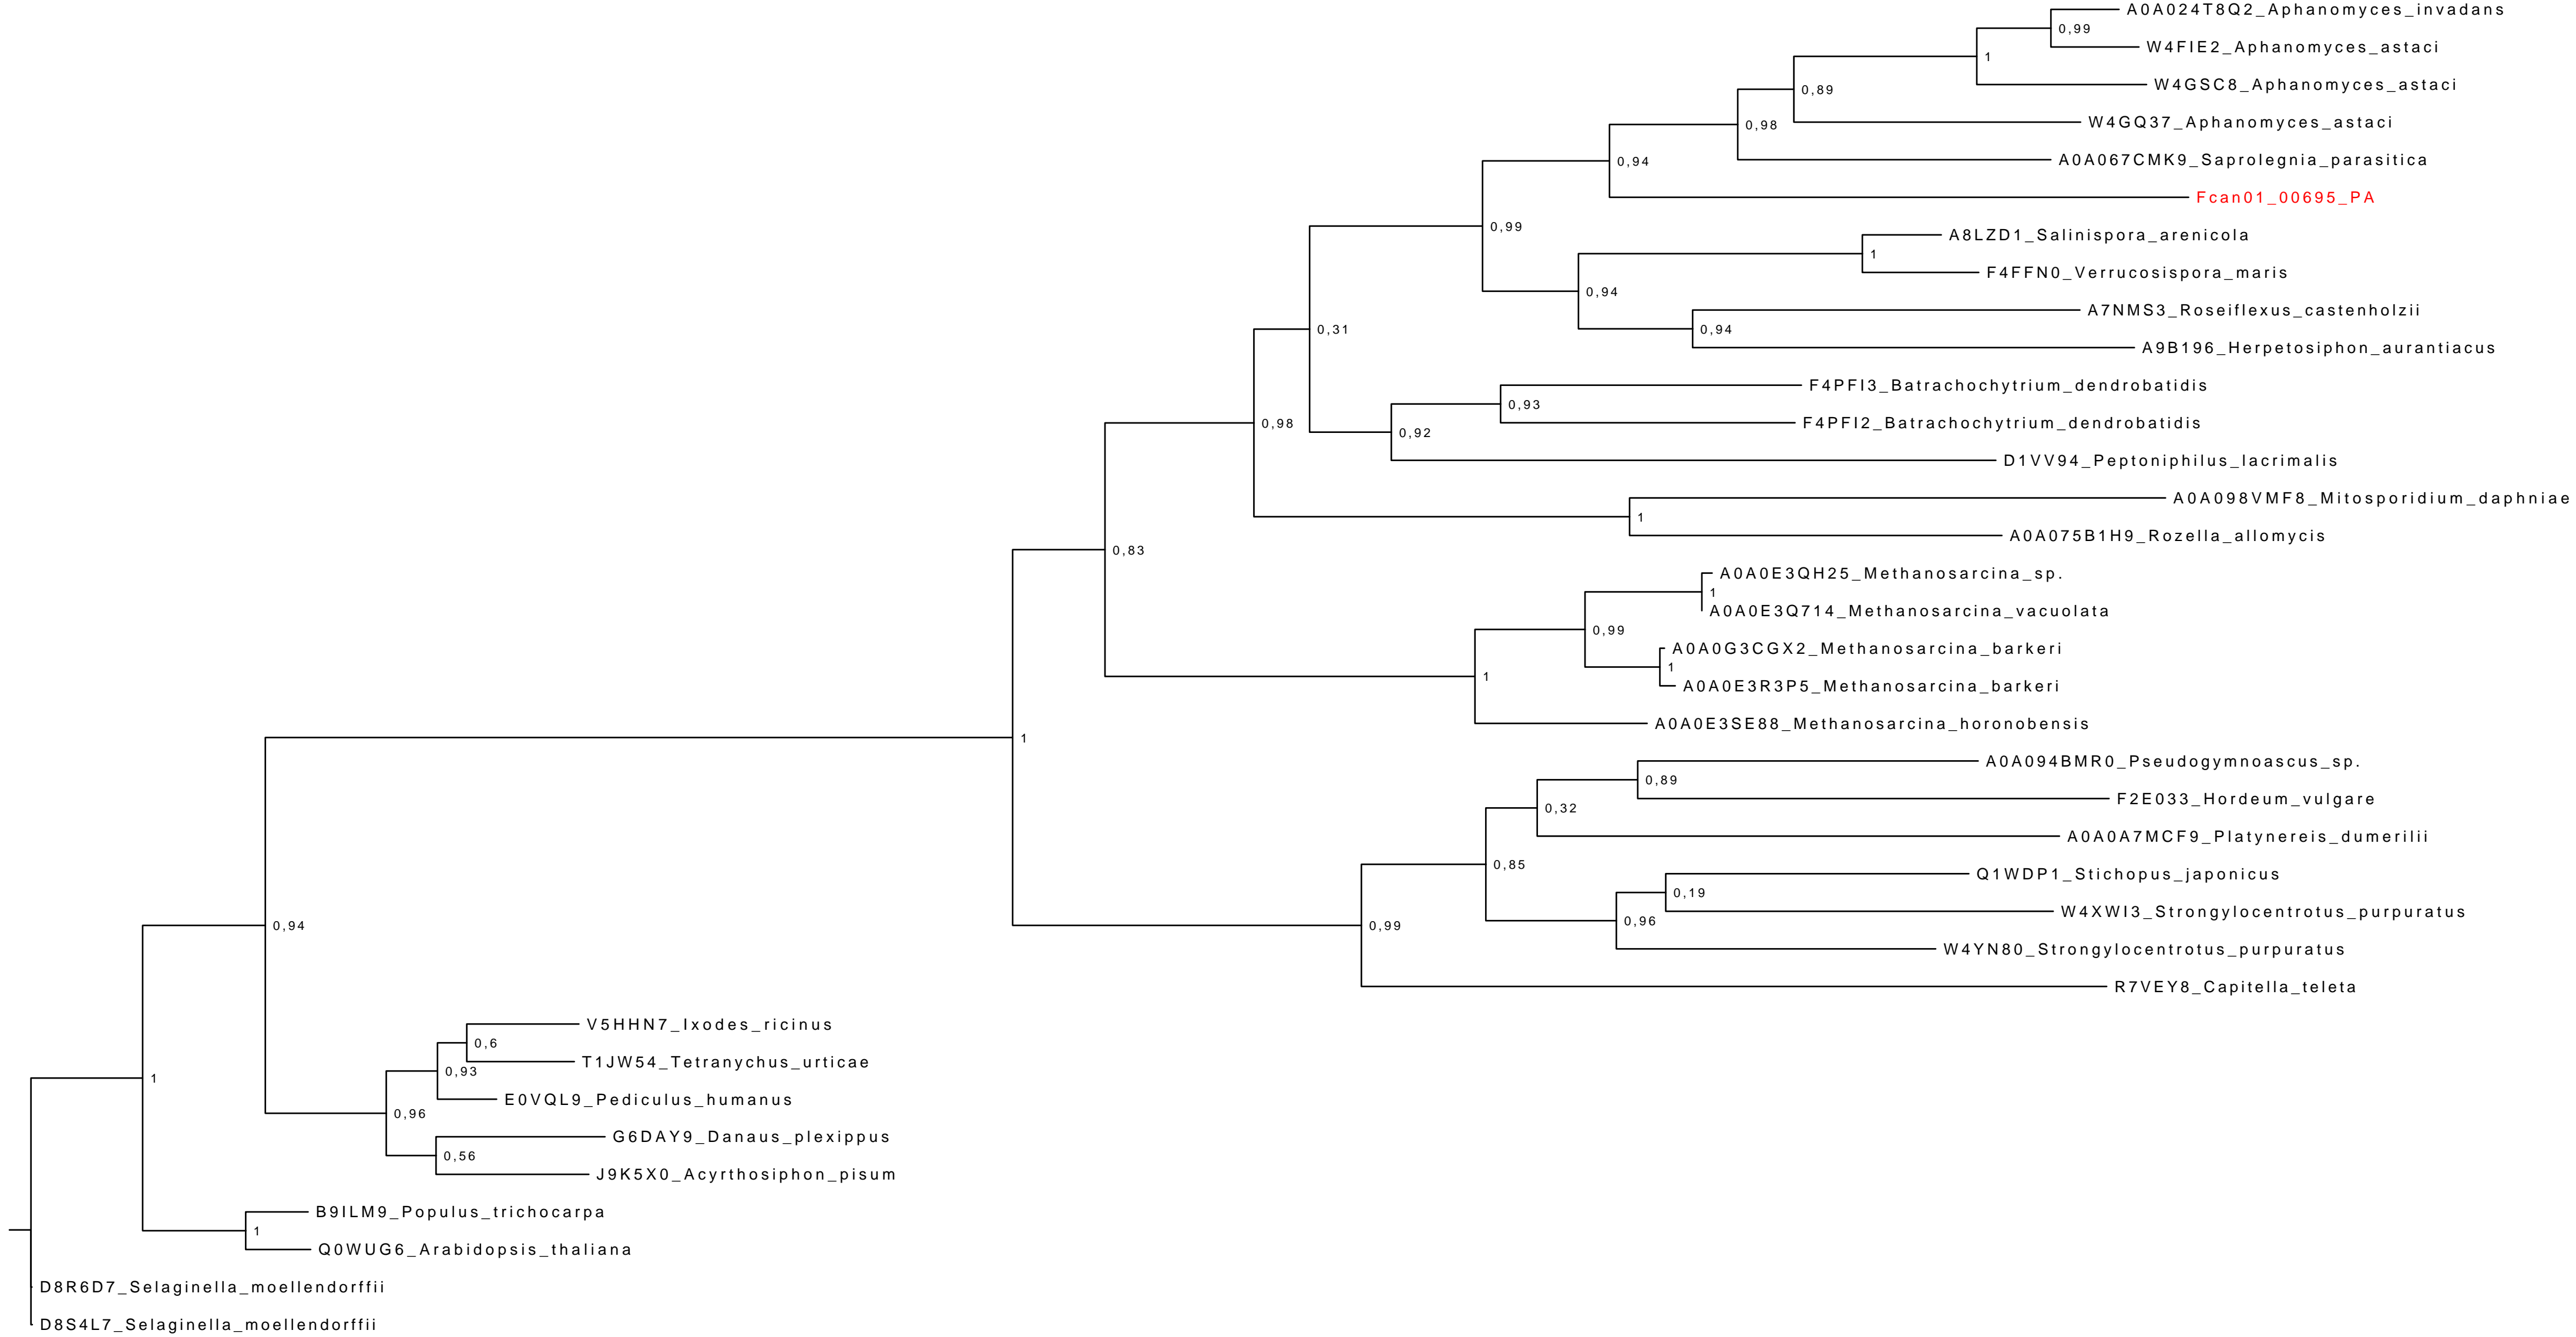 A0A024T8Q2_Aphanomyces_invadans
0,99
W4FIE2_Aphanomyces_astaci
1
W4GSC8_Aphanomyces_astaci
0,89
W4GQ37_Aphanomyces_astaci
0,98
A0A067CMK9_Saprolegnia_parasitica
0,94
Fcan01_00695_PA
0,99
A8LZD1_Salinispora_arenicola
1
F4FFN0_Verrucosispora_maris
0,94
A7NMS3_Roseiflexus_castenholzii
0,94
0,31
A9B196_Herpetosiphon_aurantiacus
F4PFI3_Batrachochytrium_dendrobatidis
0,93
F4PFI2_Batrachochytrium_dendrobatidis
0,98
0,92
D1VV94_Peptoniphilus_lacrimalis
A0A098VMF8_Mitosporidium_daphniae
1
A0A075B1H9_Rozella_allomycis
0,83
A0A0E3QH25_Methanosarcina_sp.
1
A0A0E3Q714_Methanosarcina_vacuolata
0,99
A0A0G3CGX2_Methanosarcina_barkeri
1
1
A0A0E3R3P5_Methanosarcina_barkeri
A0A0E3SE88_Methanosarcina_horonobensis
1
A0A094BMR0_Pseudogymnoascus_sp.
0,89
F2E033_Hordeum_vulgare
0,32
A0A0A7MCF9_Platynereis_dumerilii
0,85
Q1WDP1_Stichopus_japonicus
0,19
W4XWI3_Strongylocentrotus_purpuratus
0,96
0,99
0,94
W4YN80_Strongylocentrotus_purpuratus
R7VEY8_Capitella_teleta
V5HHN7_Ixodes_ricinus
0,6
T1JW54_Tetranychus_urticae
0,93
1
E0VQL9_Pediculus_humanus
0,96
G6DAY9_Danaus_plexippus
0,56
J9K5X0_Acyrthosiphon_pisum
B9ILM9_Populus_trichocarpa
1
Q0WUG6_Arabidopsis_thaliana
D8R6D7_Selaginella_moellendorffii
D8S4L7_Selaginella_moellendorffii